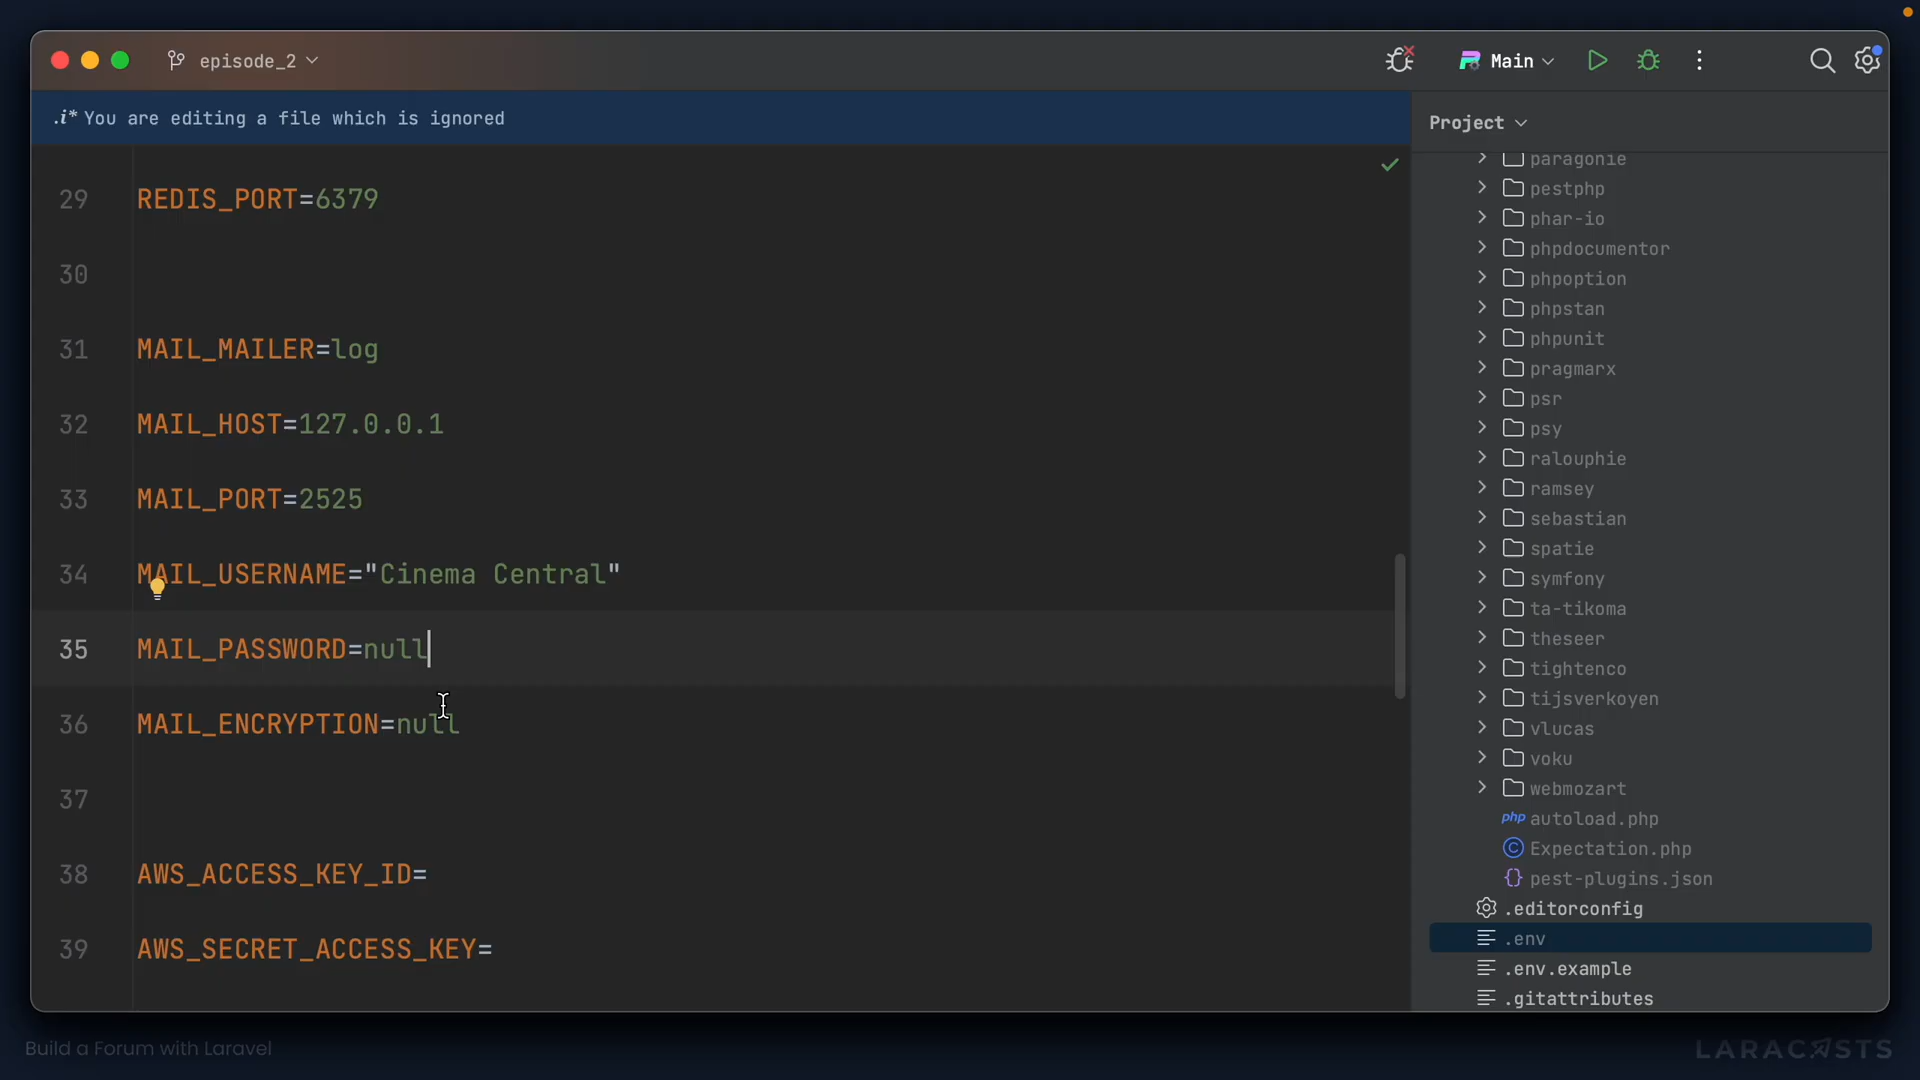 episode_2
Main
.i* You are editing a file which is ignored
Project
29 REDIS_PORT=6379
30
31 MAIL_MAILER=log
32 MAIL_HOST=127.0.0.1
33 MAIL_PORT=2525
34 MAIL_USERNAME="Cinema Central"
35 MAIL_PASSWORD=null
36 MAIL_ENCRYPTION=null
37
38 AWS_ACCESS_KEY_ID=
39 AWS_SECRET_ACCESS_KEY=
paragonie
pestphp
phar-io
phpdocumentor
phpoption
phpstan
phpunit
pragmarx
psr
psy
ralouphie
ramsey
sebastian
spatie
symfony
ta-tikoma
theseer
tightenco
tijsverkoyen
vlucas
voku
webmozart
php autoload.php
C Expectation.php
{} pest-plugins.json
.editorconfig
.env
.env.example
.gitattributes
Build a Forum with Laravel
LARACASTS